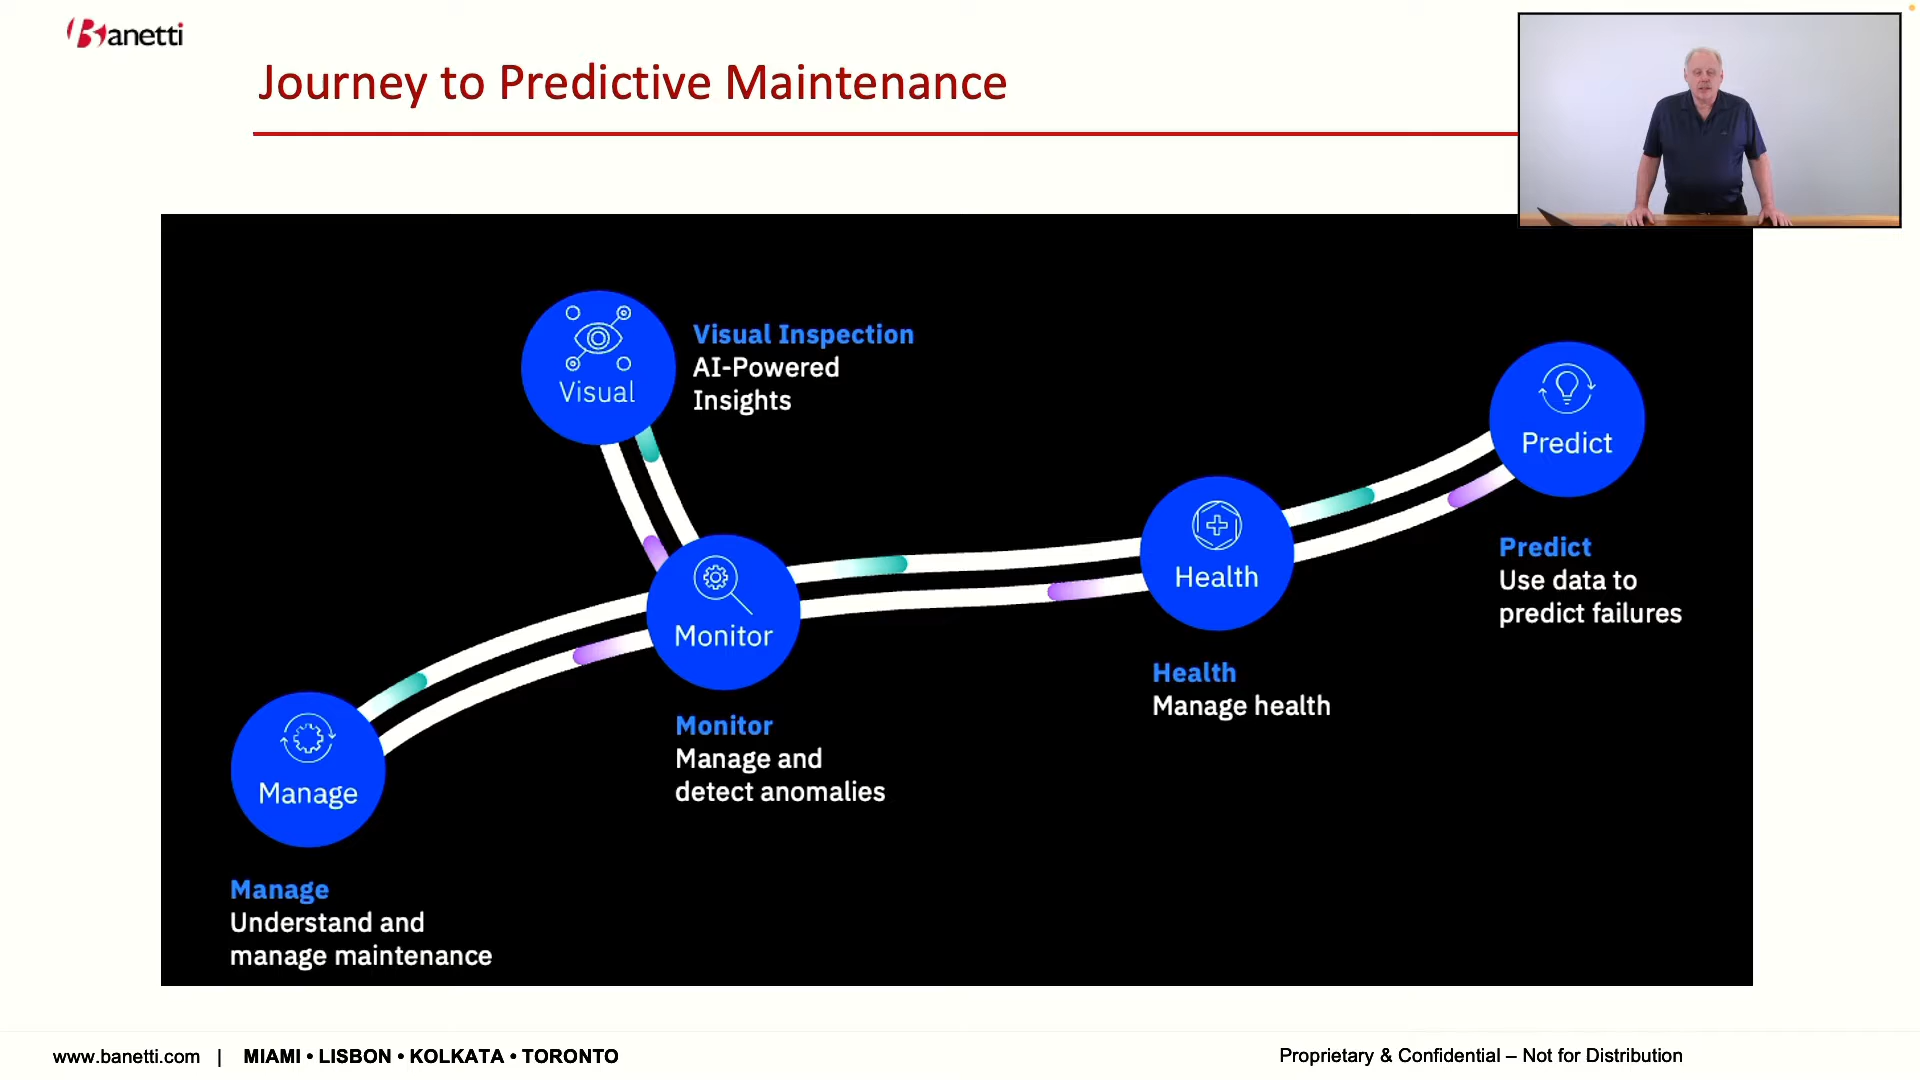 Banetti
Journey to Predictive Maintenance
Visual
Visual Inspection
AI-Powered
Insights
Predict
Predict
Use data to
predict failures
Health
Health
Manage health
Monitor
Monitor
Manage and
detect anomalies
Manage
Manage
Understand and
manage maintenance
www.banetti.com | MIAMI • LISBON • KOLKATA • TORONTO
Proprietary & Confidential – Not for Distribution